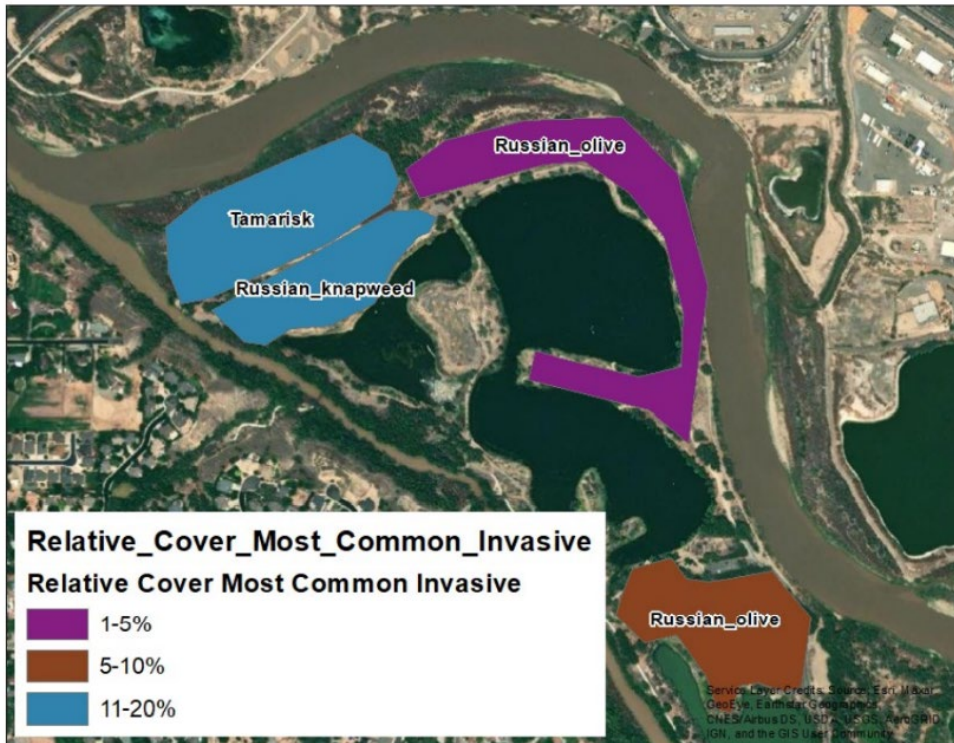 Russian_olive
Tamarisk
Russian_knapweed
Relative_Cover_Most_Common_Invasive
Relative Cover Most Common Invasive
1-5%
5-10%
11-20%
Russian_olive
Service Layer Credits: Source: Esri, Maxar,
GeoEye, Earthstar Geographics,
CNES/Airbus DS, USDA, USGS, AeroGRID,
IGN, and the GIS User Community